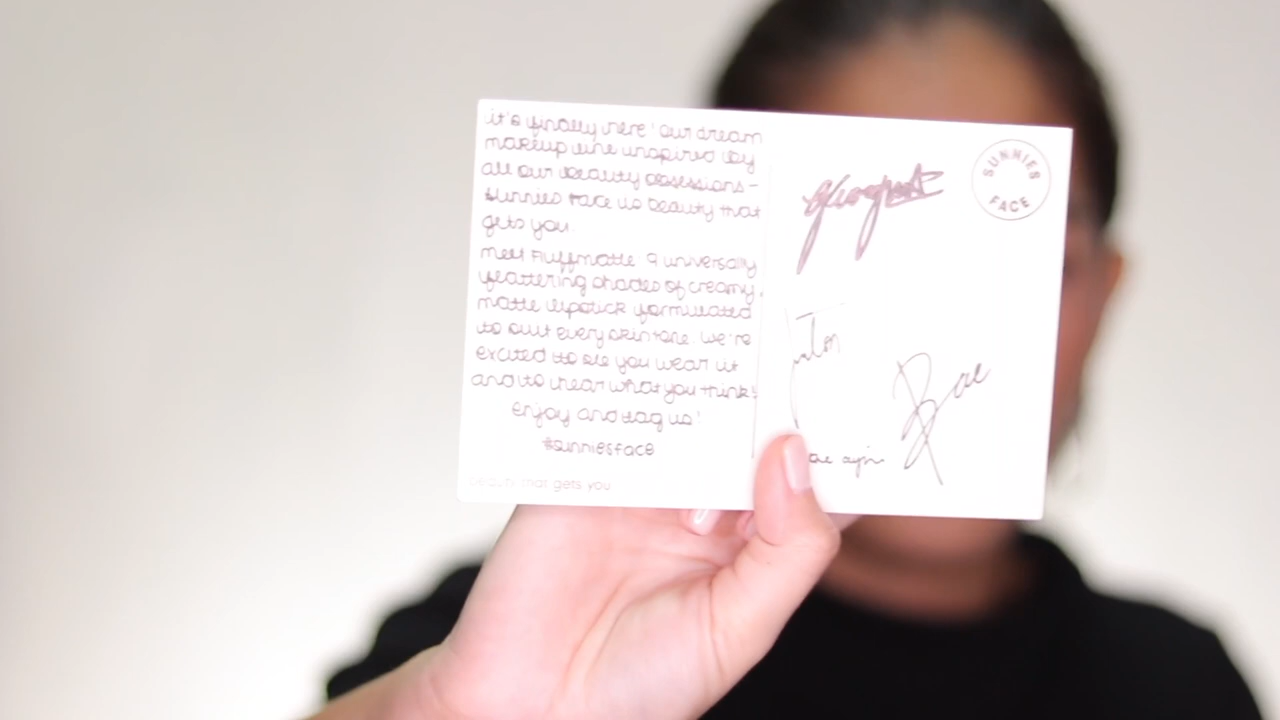 it's finally here! our dream
makeup line inspired by
all our beauty obsessions-
Sunnies Face is beauty that
gets you.
meet Fluffmatte. 9 universally
flattering shades of creamy,
matte lipstick formulated
to suit every skin tone. we're
excited to see you wear it
and to hear what you think!
Enjoy and tag us!
#sunniesface
beauty that gets you
SUNNIES
FACE
Bae